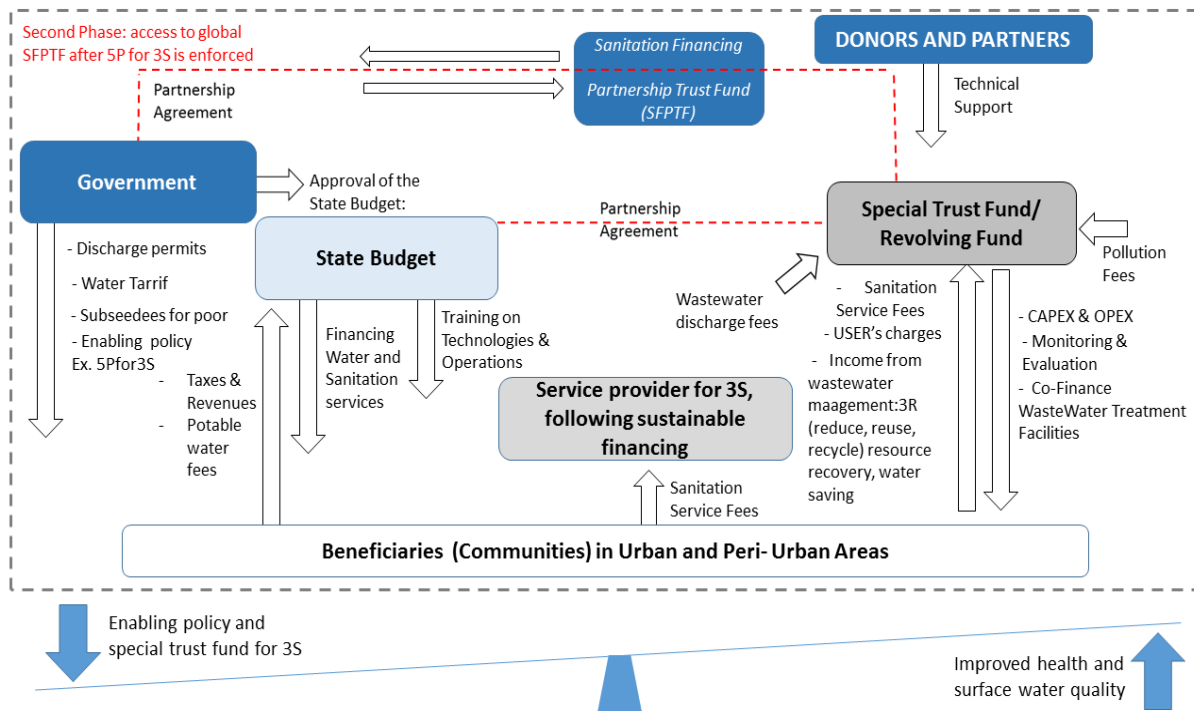 Second Phase: access to global
SFPTF after 5P for 3S is enforced
Sanitation Financing
Partnership Trust Fund
(SFPTF)
DONORS AND PARTNERS
Partnership
Agreement
Technical
Support
Government
Approval of the
State Budget:
Partnership
Agreement
Special Trust Fund/
Revolving Fund
State Budget
- Discharge permits
- Water Tarrif
- Subseedees for poor
- Enabling policy
Ex. 5Pfor3S
Pollution
Fees
Wastewater
discharge fees
- Sanitation
Service Fees
- USER's charges
- Income from
wastewater
maagement:3R
(reduce, reuse,
recycle) resource
recovery, water
saving
- CAPEX & OPEX
- Monitoring &
Evaluation
- Co-Finance
WasteWater Treatment
Facilities
- Taxes &
Revenues
- Potable
water
fees
Financing
Water and
Sanitation
services
Training on
Technologies &
Operations
Service provider for 3S,
following sustainable
financing
Sanitation
Service Fees
Beneficiaries (Communities) in Urban and Peri- Urban Areas
Enabling policy and
special trust fund for 3S
Improved health and
surface water quality